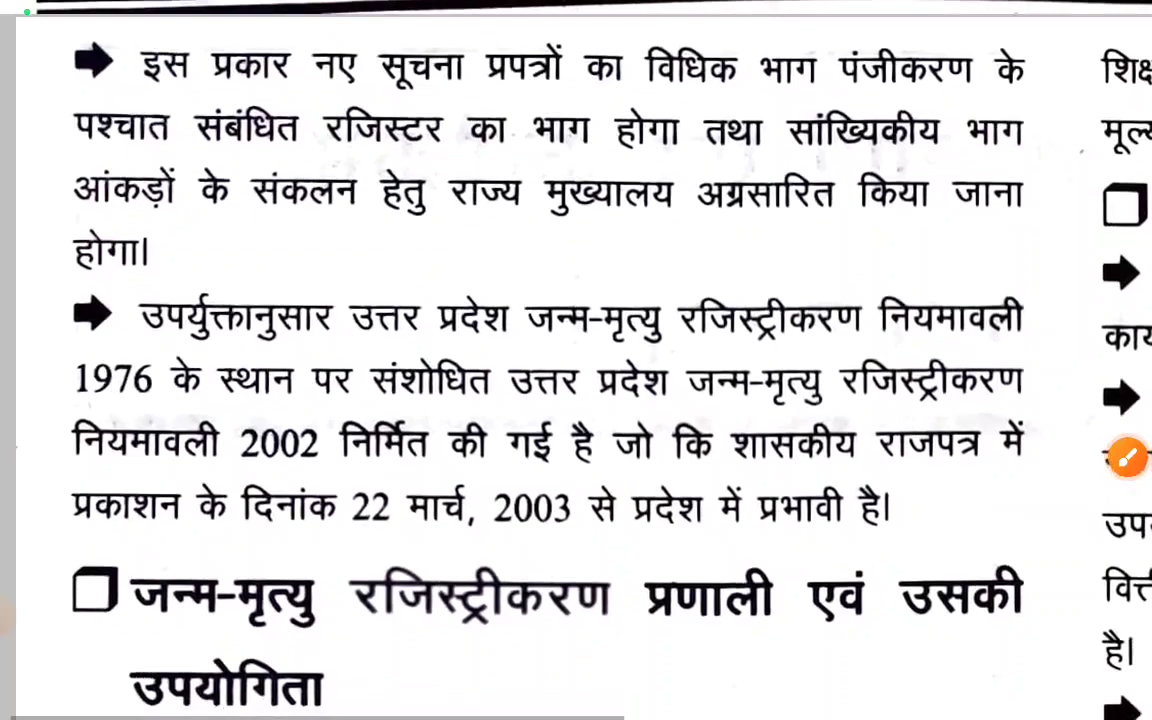 ➡ इस प्रकार नए सूचना प्रपत्रों का विधिक भाग पंजीकरण के
पश्चात संबंधित रजिस्टर का भाग होगा तथा सांख्यिकीय भाग
आंकड़ों के संकलन हेतु राज्य मुख्यालय अग्रसारित किया जाना
होगा।
➡ उपर्युक्तानुसार उत्तर प्रदेश जन्म-मृत्यु रजिस्ट्रीकरण नियमावली
1976 के स्थान पर संशोधित उत्तर प्रदेश जन्म-मृत्यु रजिस्ट्रीकरण
नियमावली 2002 निर्मित की गई है जो कि शासकीय राजपत्र में
प्रकाशन के दिनांक 22 मार्च, 2003 से प्रदेश में प्रभावी है।
❒ जन्म-मृत्यु रजिस्ट्रीकरण प्रणाली एवं उसकी
उपयोगिता
है।